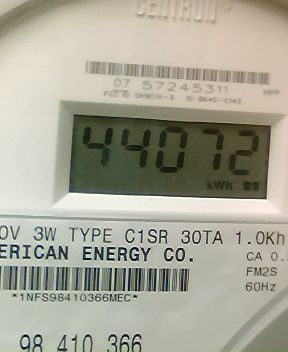 CENTRON
07 57245311
44072
kWh
0V 3W TYPE C1SR 30TA 1.0Kh
ERICAN ENERGY CO. CA 0.
FM2S
*1NFS98410366MEC* 60Hz
98 410 366